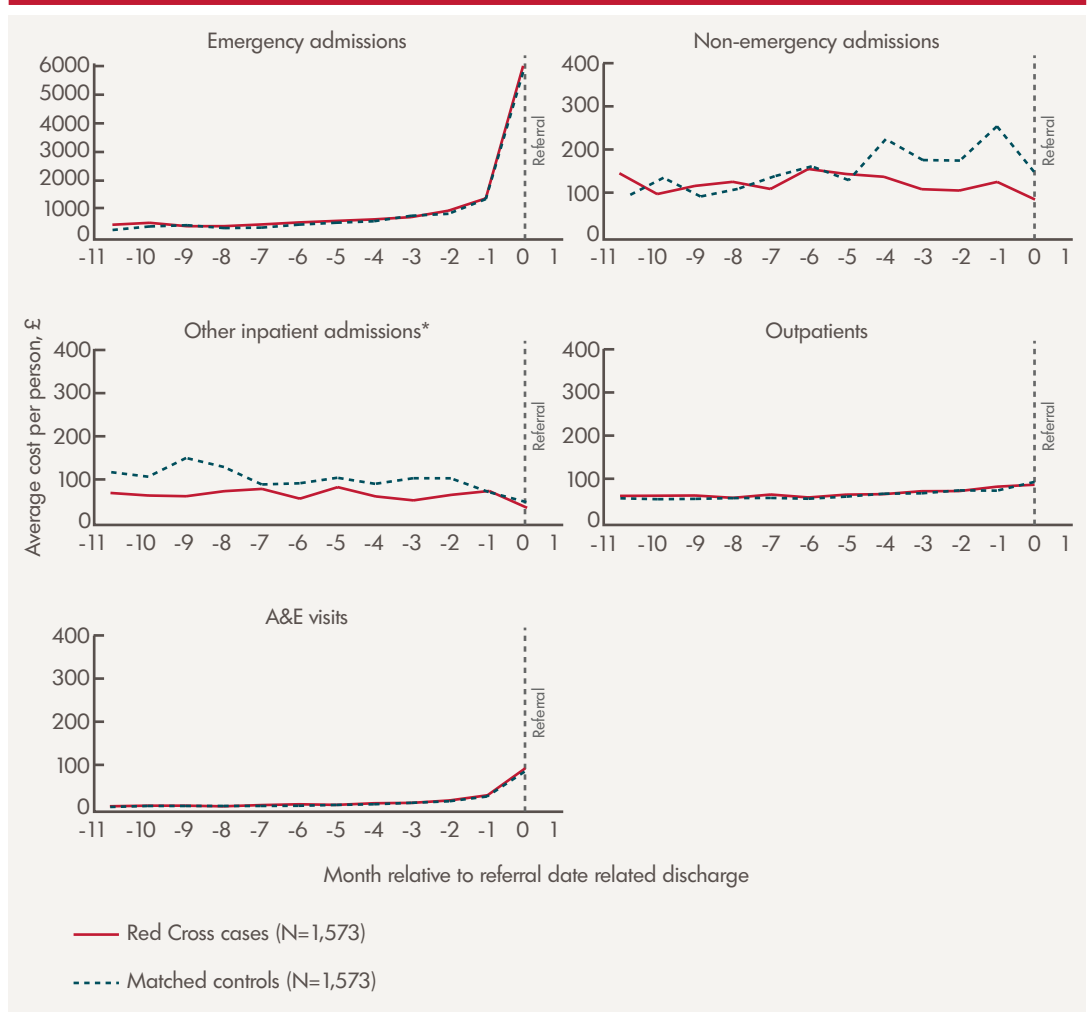 Emergency admissions
6000
5000
4000
3000
2000
1000
0
Referral
-11 -10 -9 -8 -7 -6 -5 -4 -3 -2 -1 0 1
Non-emergency admissions
400
300
200
100
0
Referral
-11 -10 -9 -8 -7 -6 -5 -4 -3 -2 -1 0 1
Average cost per person, £
Other inpatient admissions*
400
300
200
100
0
Referral
-11 -10 -9 -8 -7 -6 -5 -4 -3 -2 -1 0 1
Outpatients
400
300
200
100
0
Referral
-11 -10 -9 -8 -7 -6 -5 -4 -3 -2 -1 0 1
A&E visits
400
300
200
100
0
Referral
-11 -10 -9 -8 -7 -6 -5 -4 -3 -2 -1 0 1
Month relative to referral date related discharge
Red Cross cases (N=1,573)
Matched controls (N=1,573)